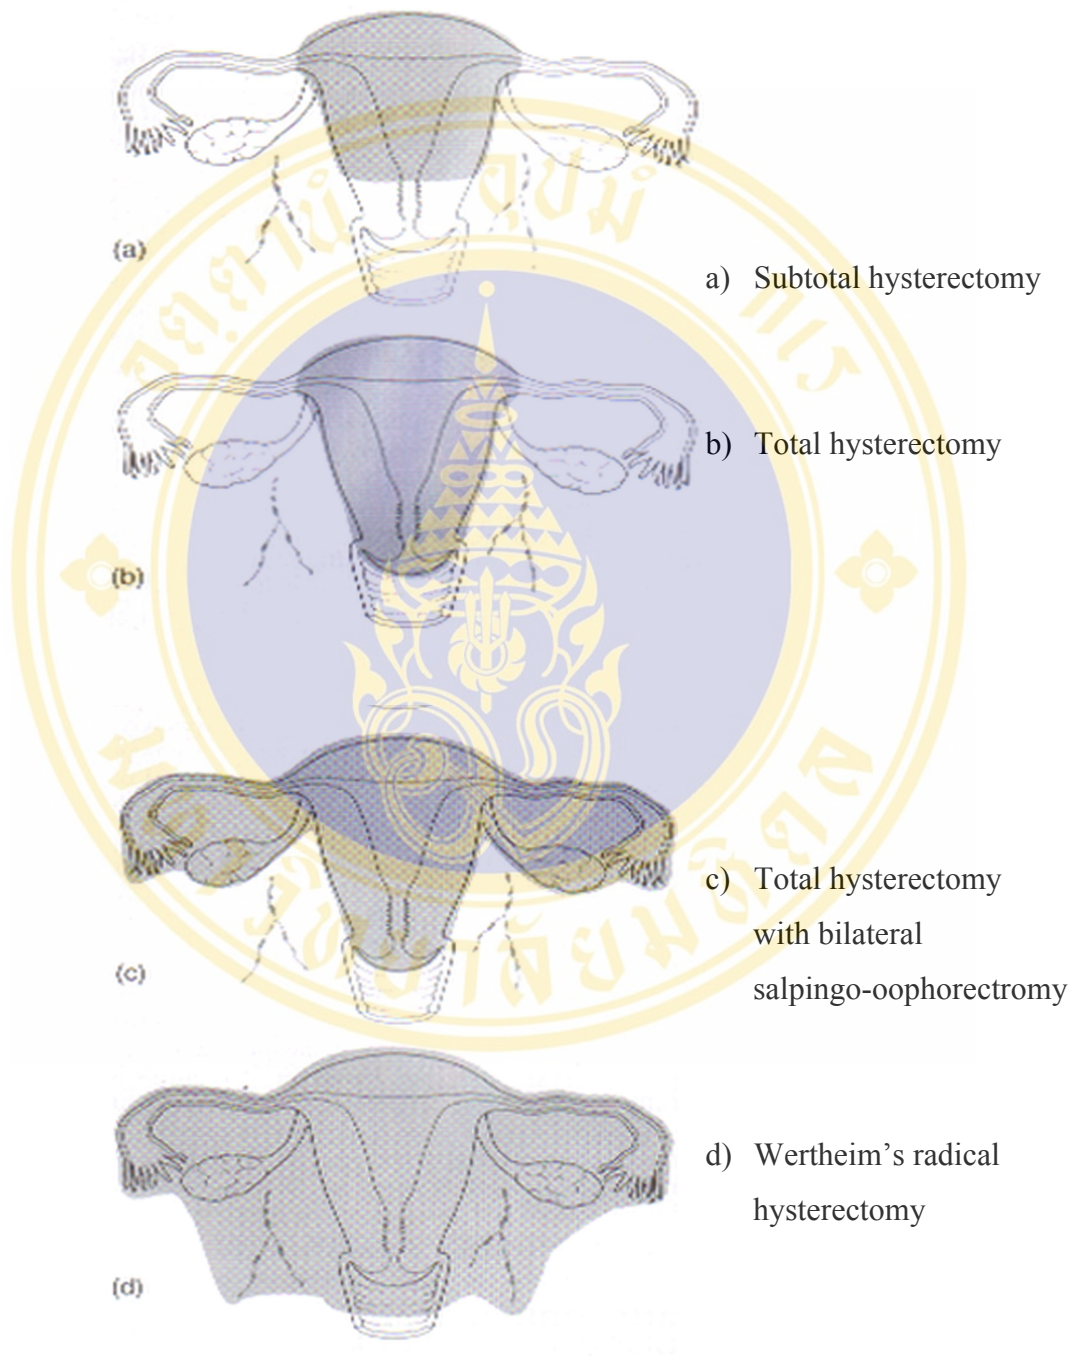 (a)
a) Subtotal hysterectomy
b) Total hysterectomy
(b)
c) Total hysterectomy
with bilateral
salpingo-oophorectromy
(c)
d) Wertheim’s radical
hysterectomy
(d)